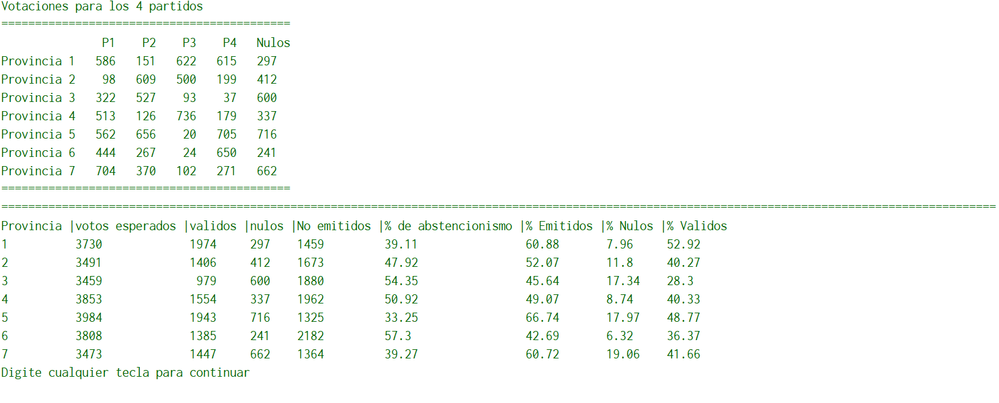 Votaciones para los 4 partidos
===========================================
               P1    P2    P3    P4   Nulos
Provincia 1   586   151   622   615   297
Provincia 2    98   609   500   199   412
Provincia 3   322   527    93    37   600
Provincia 4   513   126   736   179   337
Provincia 5   562   656    20   705   716
Provincia 6   444   267    24   650   241
Provincia 7   704   370   102   271   662
===========================================
====================================================================================================================================================
Provincia |votos esperados |validos |nulos |No emitidos |% de abstencionismo |% Emitidos |% Nulos |% Validos
1          3730             1974     297    1459         39.11                60.88       7.96     52.92
2          3491             1406     412    1673         47.92                52.07       11.8     40.27
3          3459              979     600    1880         54.35                45.64       17.34    28.3
4          3853             1554     337    1962         50.92                49.07       8.74     40.33
5          3984             1943     716    1325         33.25                66.74       17.97    48.77
6          3808             1385     241    2182         57.3                 42.69       6.32     36.37
7          3473             1447     662    1364         39.27                60.72       19.06    41.66
Digite cualquier tecla para continuar